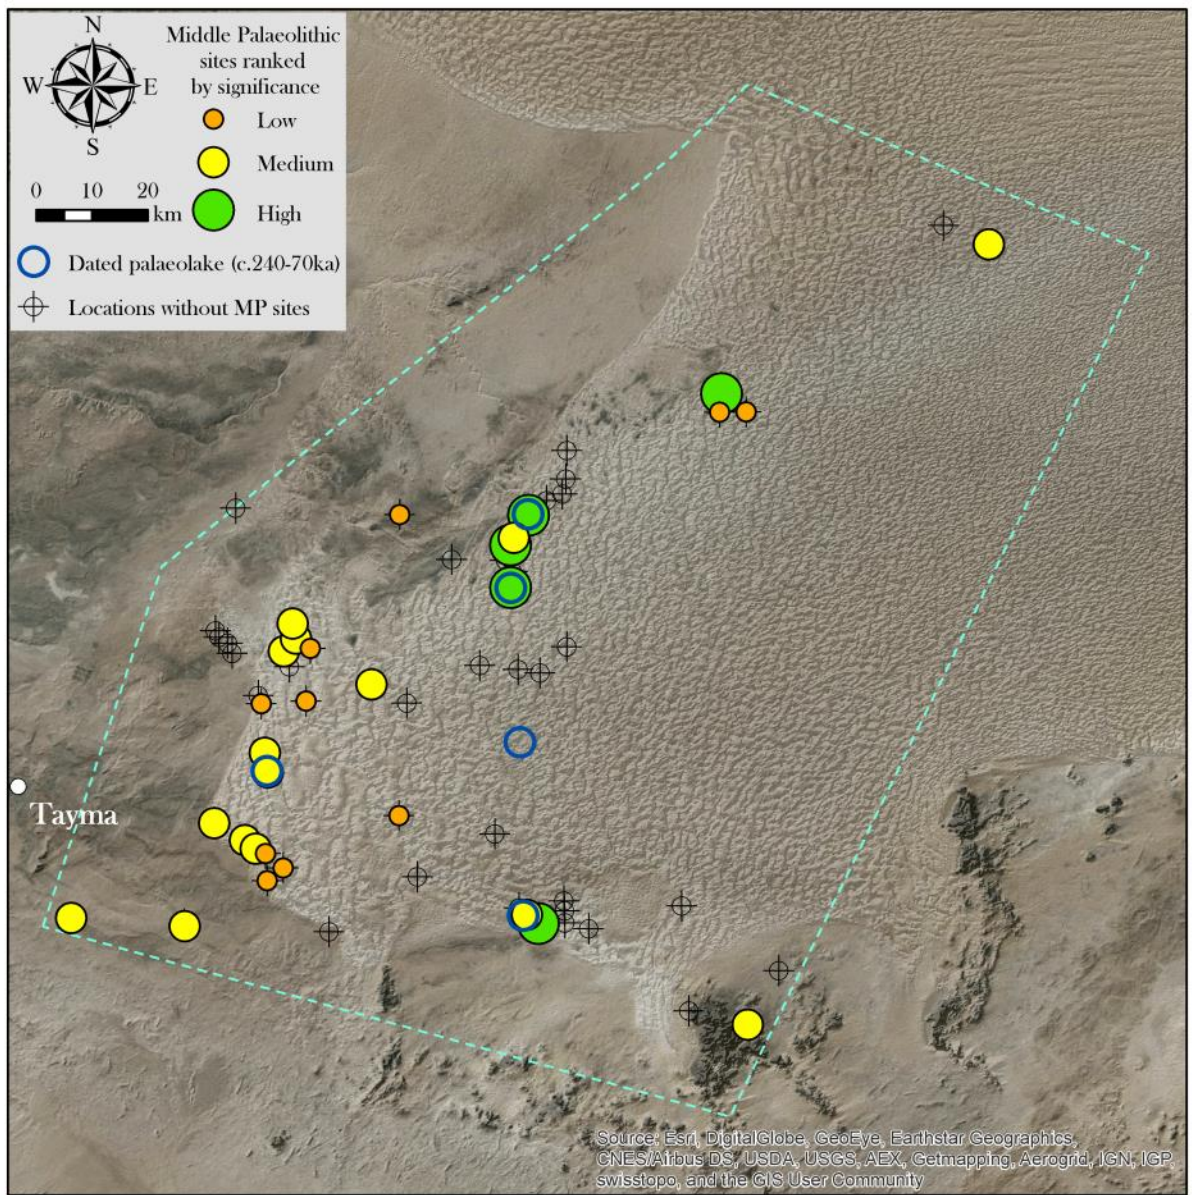 N
W E
S
0 10 20
km
Middle Palaeolithic
sites ranked
by significance
Low
Medium
High
Dated palaeolake (c.240-70ka)
Locations without MP sites
Tayma
Source: Esri, DigitalGlobe, GeoEye, Earthstar Geographics,
CNES/Airbus DS, USDA, USGS, AEX, Getmapping, Aerogrid, IGN, IGP,
swisstopo, and the GIS User Community